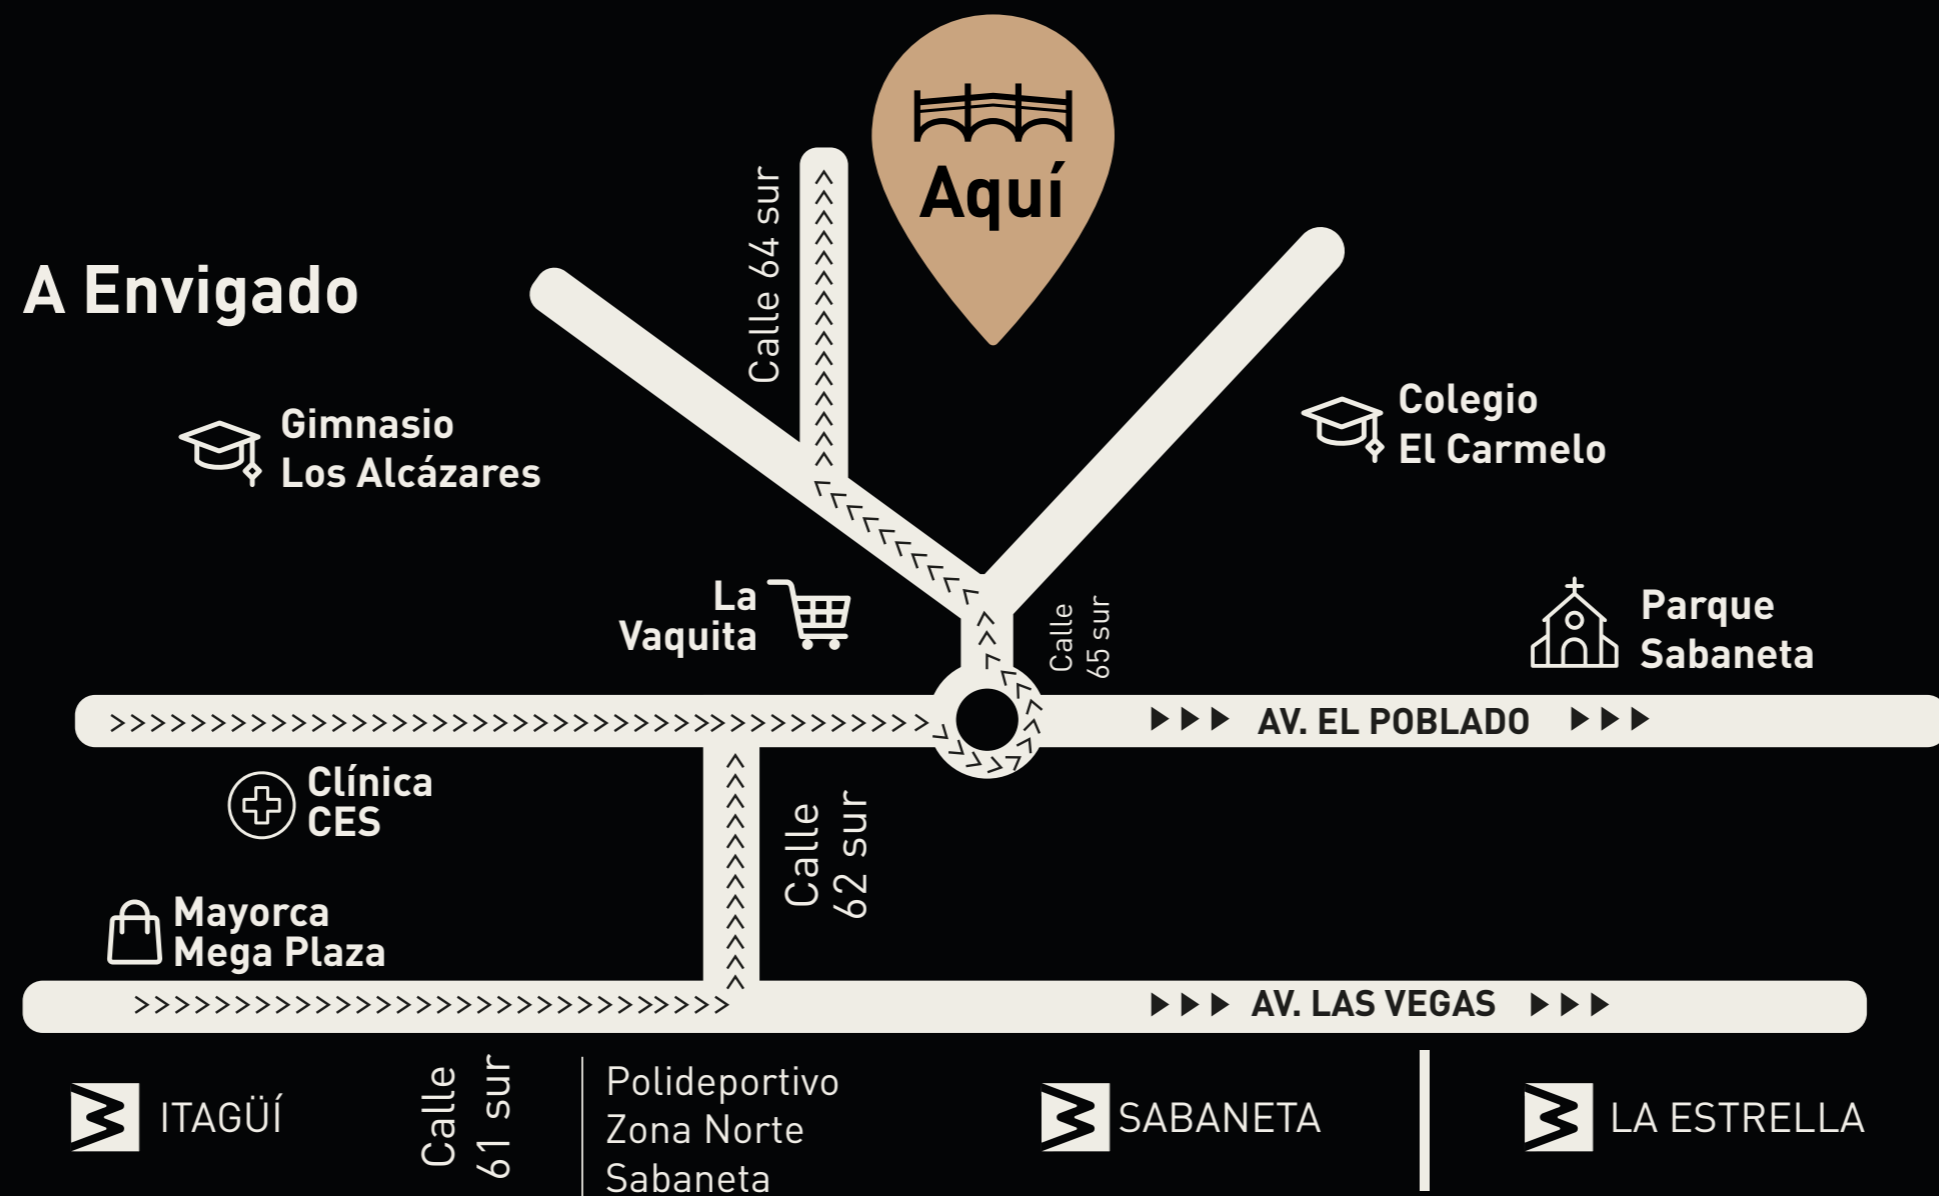 Aquí
Calle 64 sur
A Envigado
Gimnasio
Los Alcázares
Colegio
El Carmelo
La
Vaquita
Calle
65 sur
Parque
Sabaneta
AV. EL POBLADO
Clínica
CES
Calle
62 sur
Mayorca
Mega Plaza
AV. LAS VEGAS
ITAGÜÍ
Calle
61 sur
Polideportivo
Zona Norte
Sabaneta
SABANETA
LA ESTRELLA